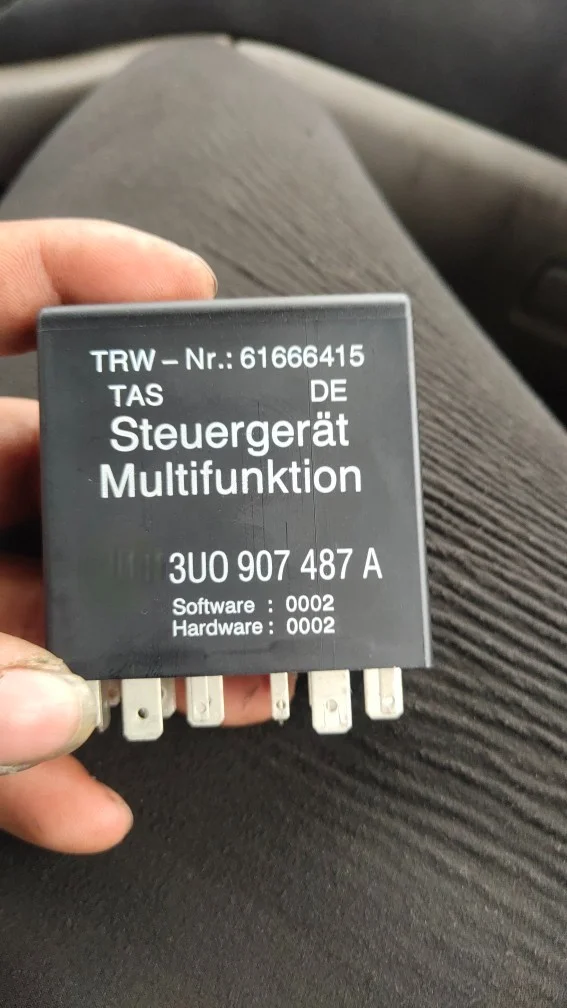 TRW – Nr.: 61666415
TAS DE
Steuergerät
Multifunktion
3U0 907 487 A
Software : 0002
Hardware : 0002